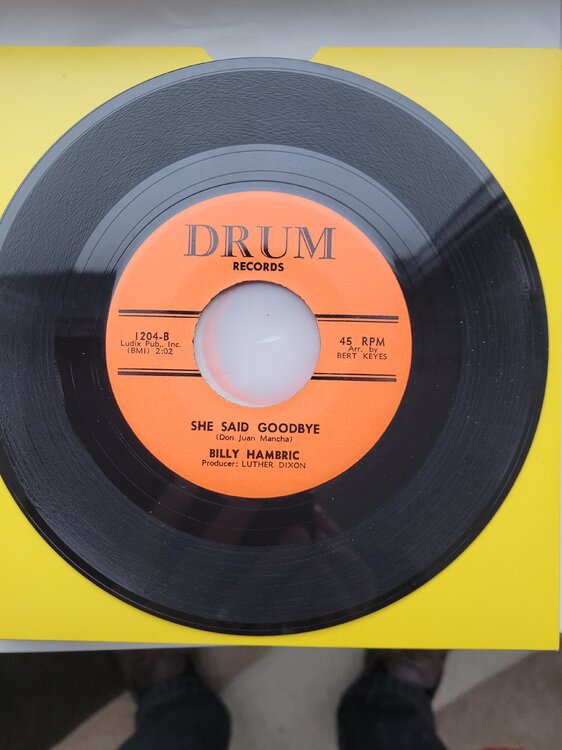 DRUM
RECORDS
1204-B
Ludix Pub., Inc.
(BMI) 2:02
45 RPM
Arr. by
BERT KEYES
SHE SAID GOODBYE
(Don Juan Mancha)
BILLY HAMBRIC
Producer: LUTHER DIXON